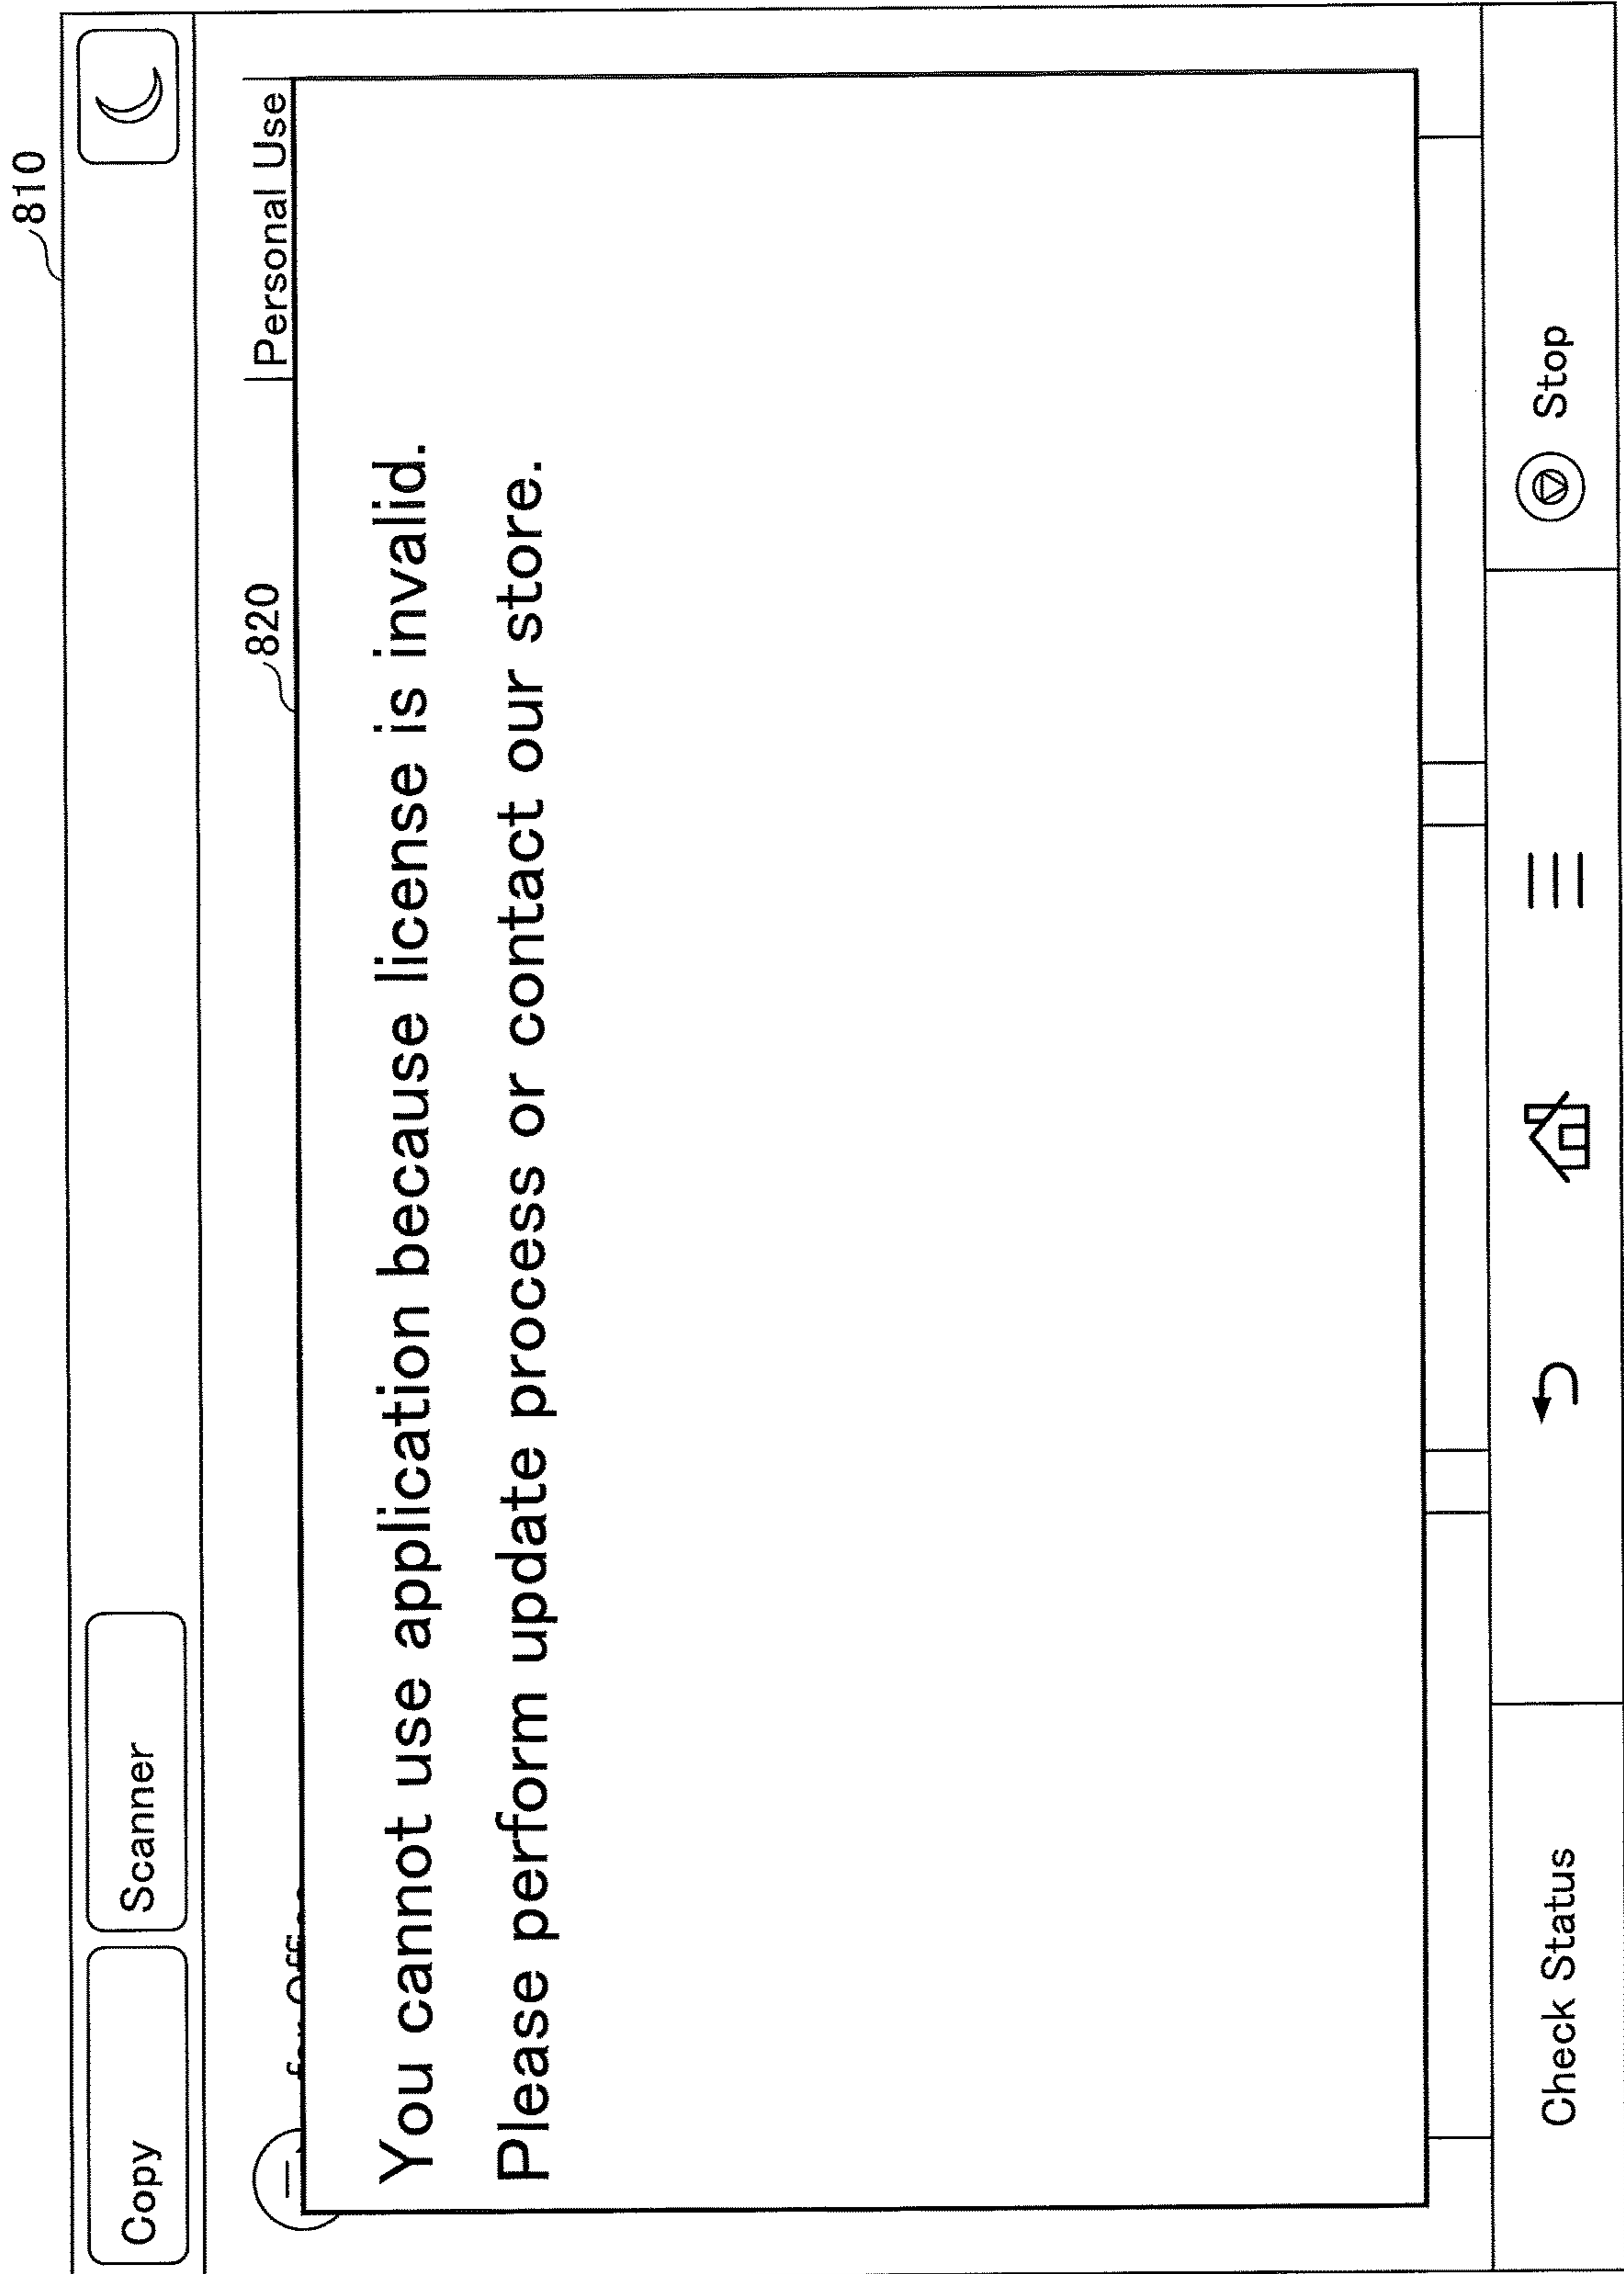 810
Copy
Scanner
Personal Use
820
You cannot use application because license is invalid.
Please perform update process or contact our store.
Check Status
Stop